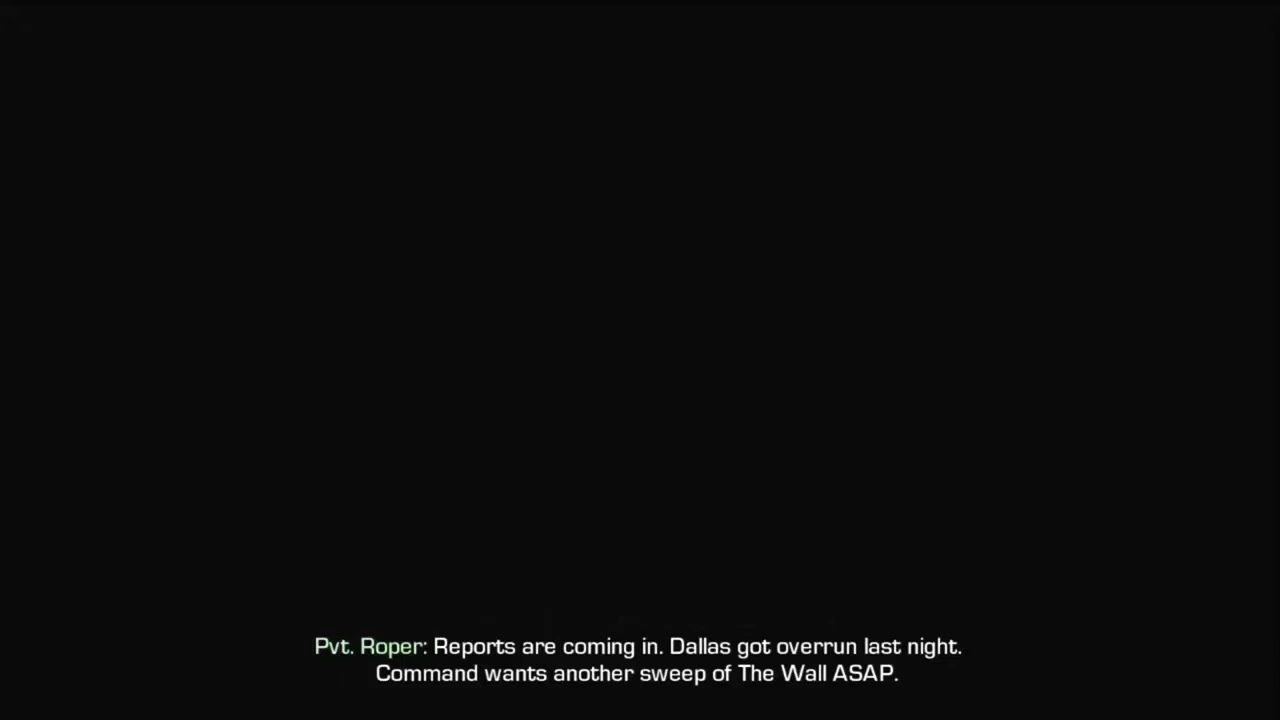 Pvt. Roper: Reports are coming in. Dallas got overrun last night.
Command wants another sweep of The Wall ASAP.